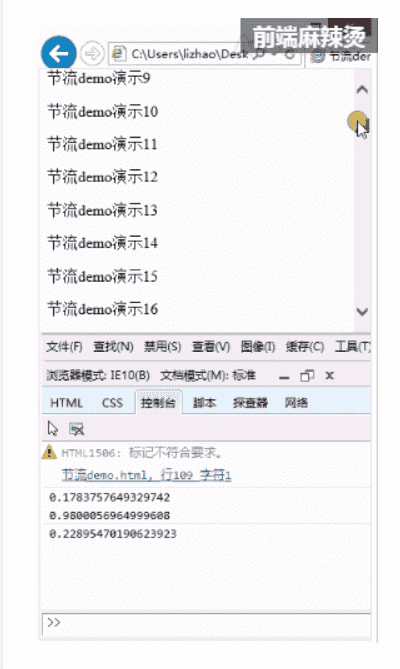 前端麻辣烫
C:\Users\lizhao\Desk
节流der
节流demo演示9
节流demo演示10
节流demo演示11
节流demo演示12
节流demo演示13
节流demo演示14
节流demo演示15
节流demo演示16
文件(F) 查找(N) 禁用(S) 查看(V) 图像(I) 缓存(C) 工具(T)
浏览器模式: IE10(B) 文档模式(M): 标准
HTML CSS 控制台 脚本 探查器 网络
HTML1506: 标记不符合要求。
节流demo.html, 行109 字符1
0.1783757649329742
0.9800056964999608
0.22895470190623923
>>